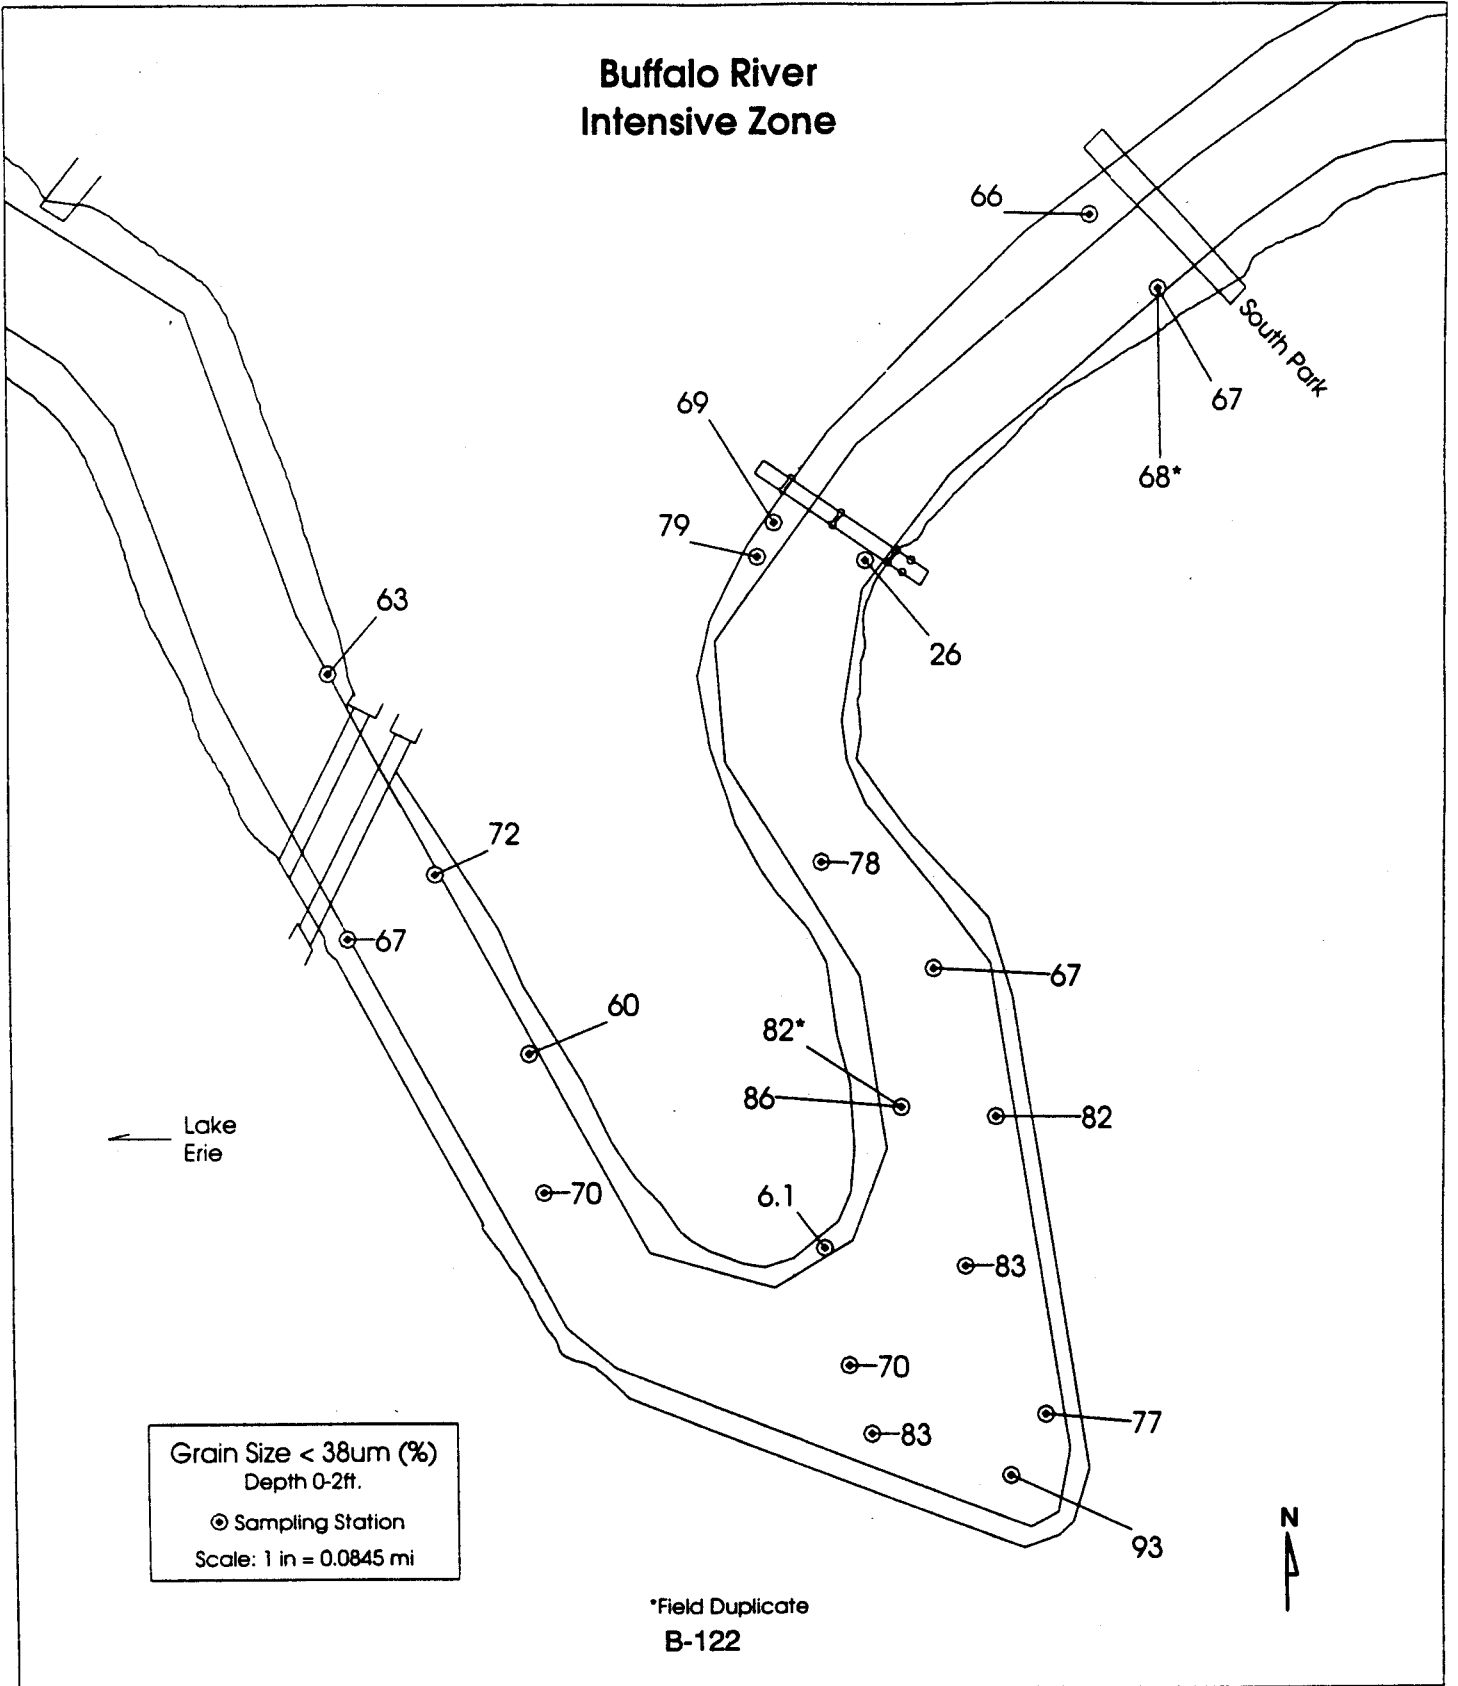 Buffalo River
Intensive Zone
66
South Park
67
68*
69
79
26
63
72
78
67
67
60
82*
86
82
Lake
Erie
70
6.1
83
70
77
83
93
Grain Size < 38um (%)
Depth 0-2ft.
Sampling Station
Scale: 1 in = 0.0845 mi
N
*Field Duplicate
B-122